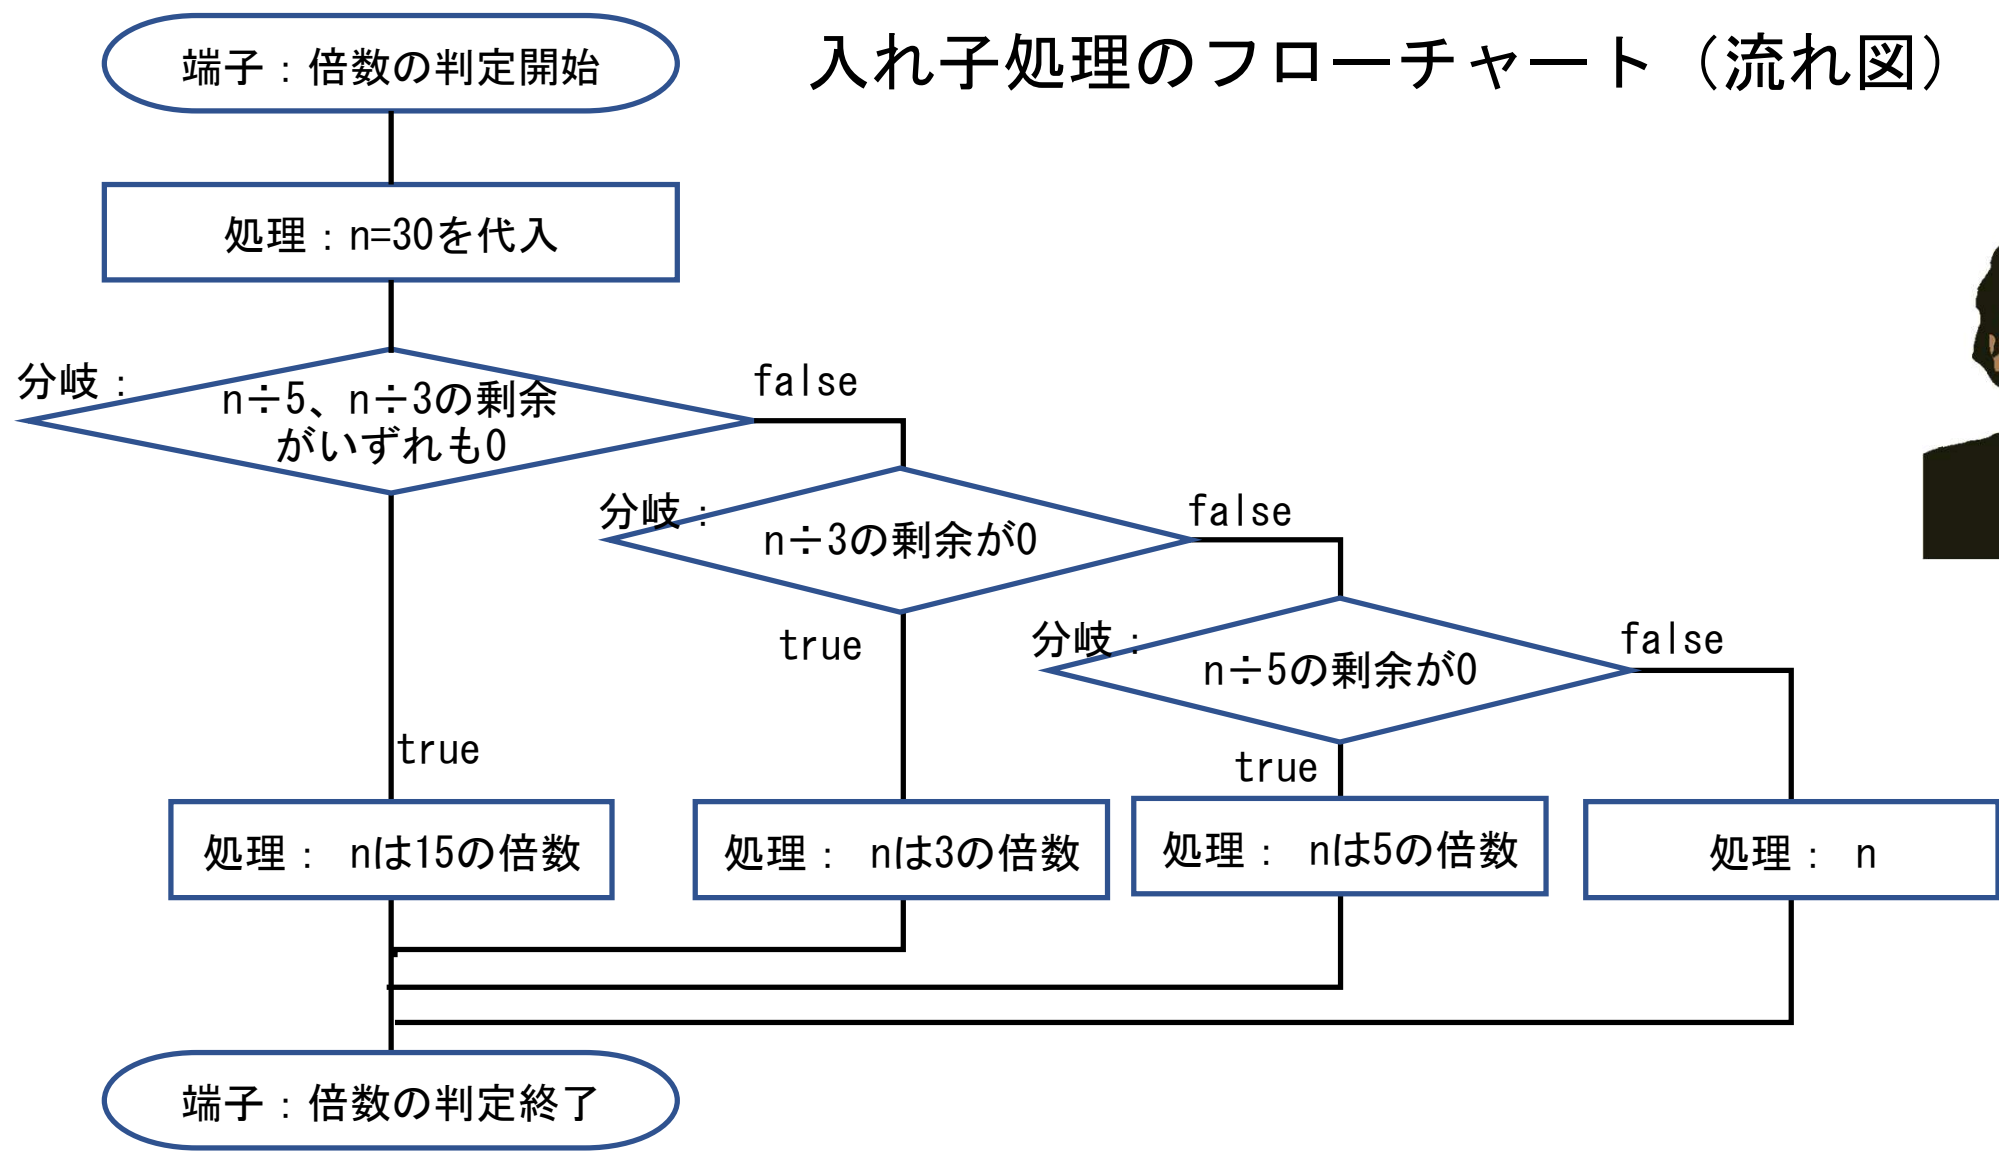 入れ子処理のフローチャート（流れ図）
端子：倍数の判定開始
処理：n=30を代入
分岐：
n÷5、n÷3の剰余
がいずれも0
false
分岐：
n÷3の剰余が0
false
true
分岐：
n÷5の剰余が0
false
true
true
処理： nは15の倍数
処理： nは3の倍数
処理： nは5の倍数
処理： n
端子：倍数の判定終了